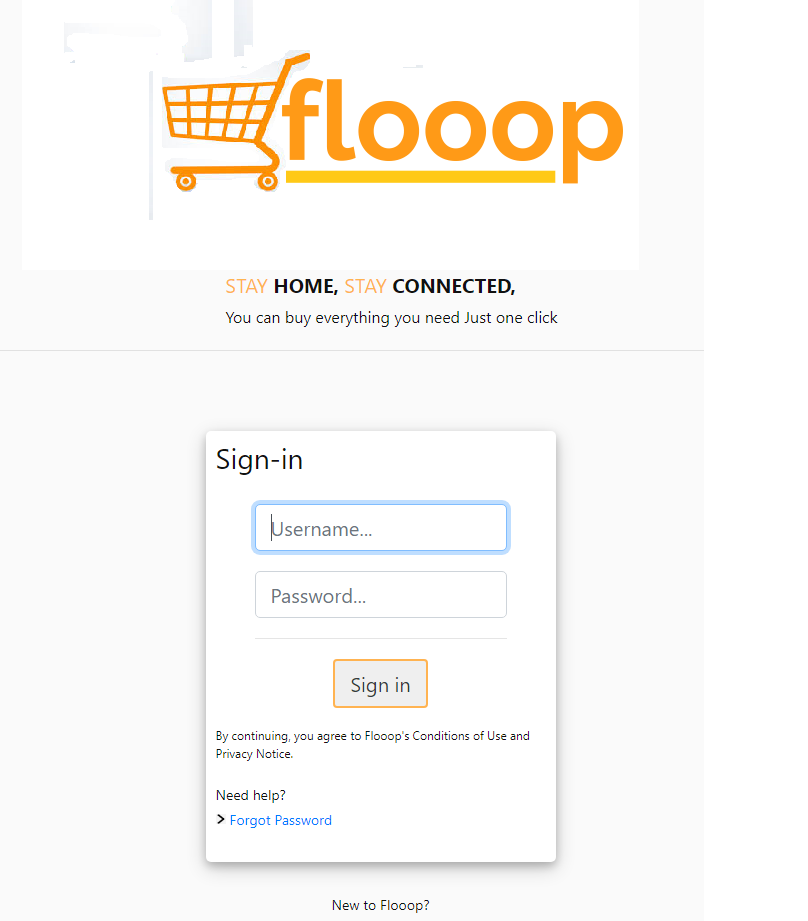 flooop
STAY HOME, STAY CONNECTED,
You can buy everything you need Just one click
Sign-in
Username...
Password...
Sign in
By continuing, you agree to Flooop's Conditions of Use and
Privacy Notice.
Need help?
Forgot Password
New to Flooop?